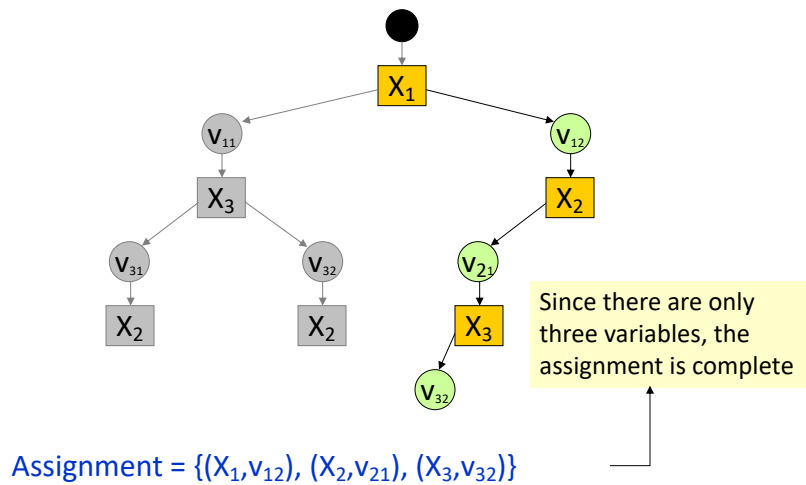 X₁
v₁₁ v₁₂
X₃ X₂
v₃₁ v₃₂ v₂₁
X₂ X₂ X₃
v₃₂
Since there are only
three variables, the
assignment is complete
Assignment = {(X₁,v₁₂), (X₂,v₂₁), (X₃,v₃₂)}